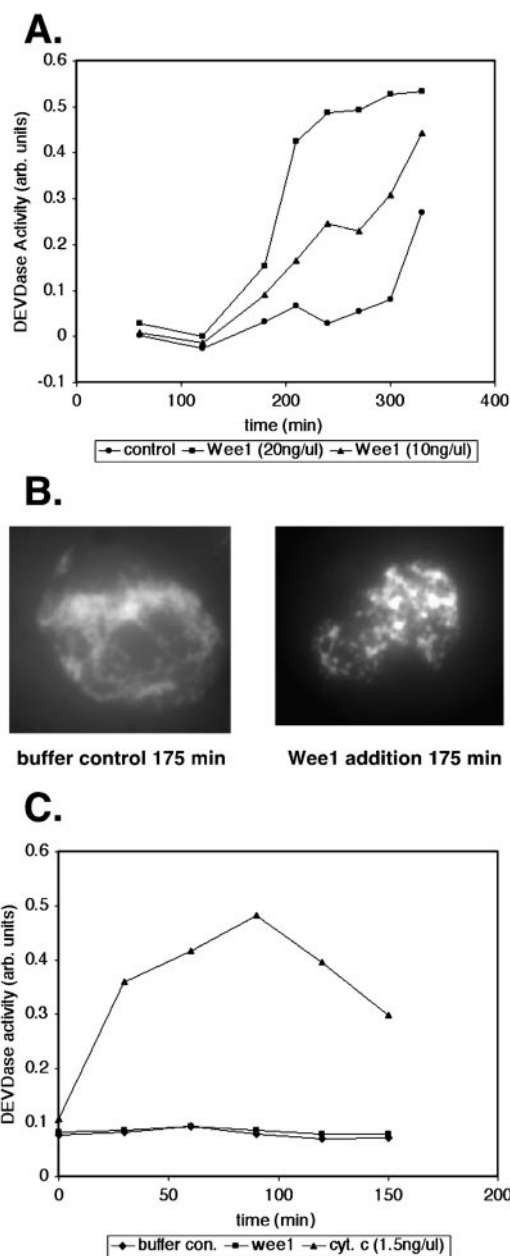 A.
0.6
0.5
0.4
0.3
0.2
0.1
0
-0.1
DEVDase Activity (arb. units)
0 100 200 300 400
time (min)
control Wee1 (20ng/ul) Wee1 (10ng/ul)
B.
buffer control 175 min Wee1 addition 175 min
C.
0.6
0.5
0.4
0.3
0.2
0.1
0
DEVDase activity (arb. units)
0 50 100 150 200
time (min)
buffer con. wee1 cyt. c (1.5ng/ul)